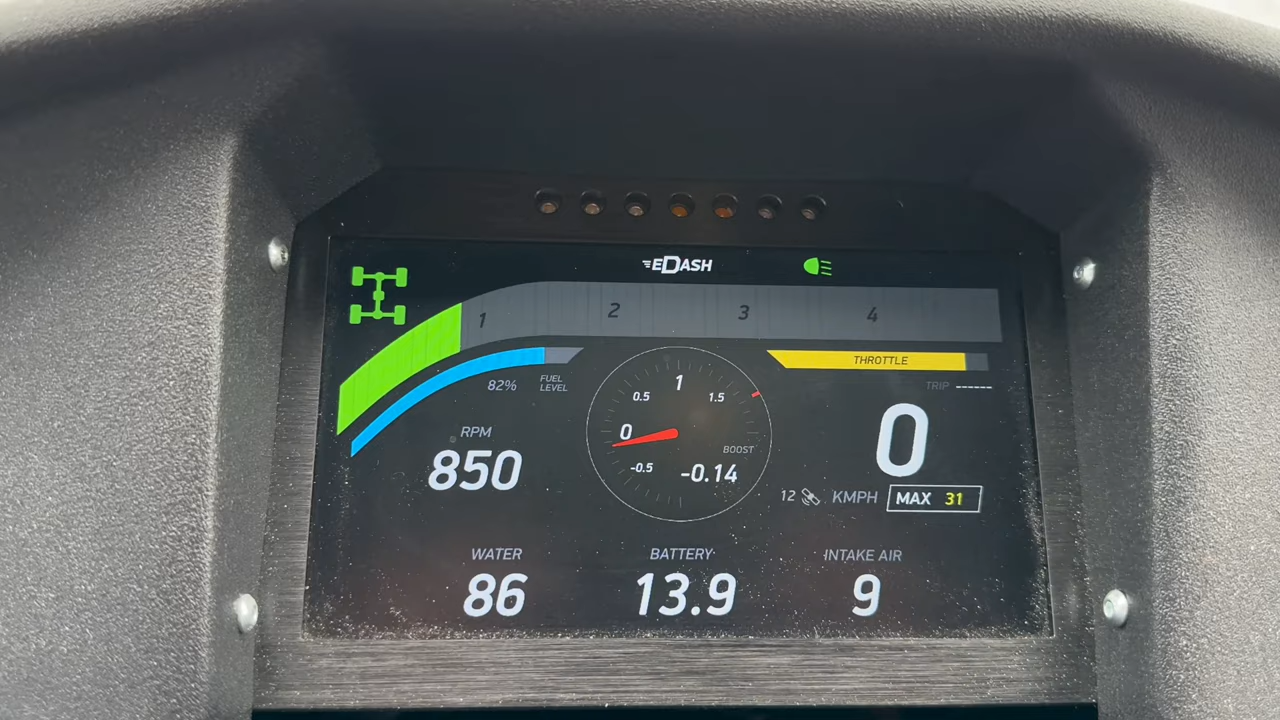 EDASH
1 2 3 4
THROTTLE
82% FUEL LEVEL
TRIP ------
0.5 1 1.5
0
-0.5
BOOST
-0.14
RPM
850
0
12 KMPH MAX 31
WATER BATTERY INTAKE AIR
86 13.9 9